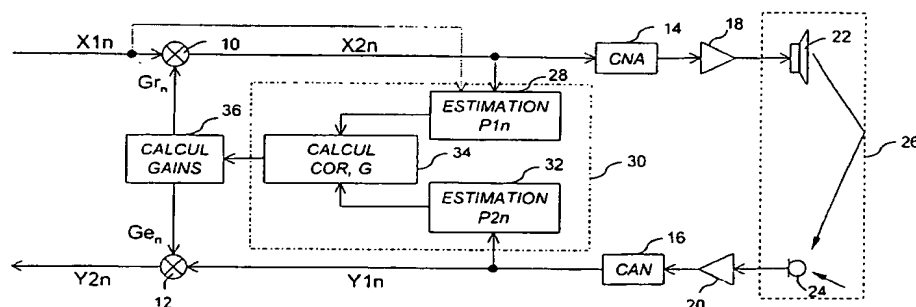 X1n
10
X2n
14
18
22
CNA
Gr n
28
ESTIMATION
P1n
36
CALCUL
GAINS
CALCUL
COR, G
34
32
30
26
ESTIMATION
P2n
Ge n
16
CAN
Y2n
12
Y1n
20
24